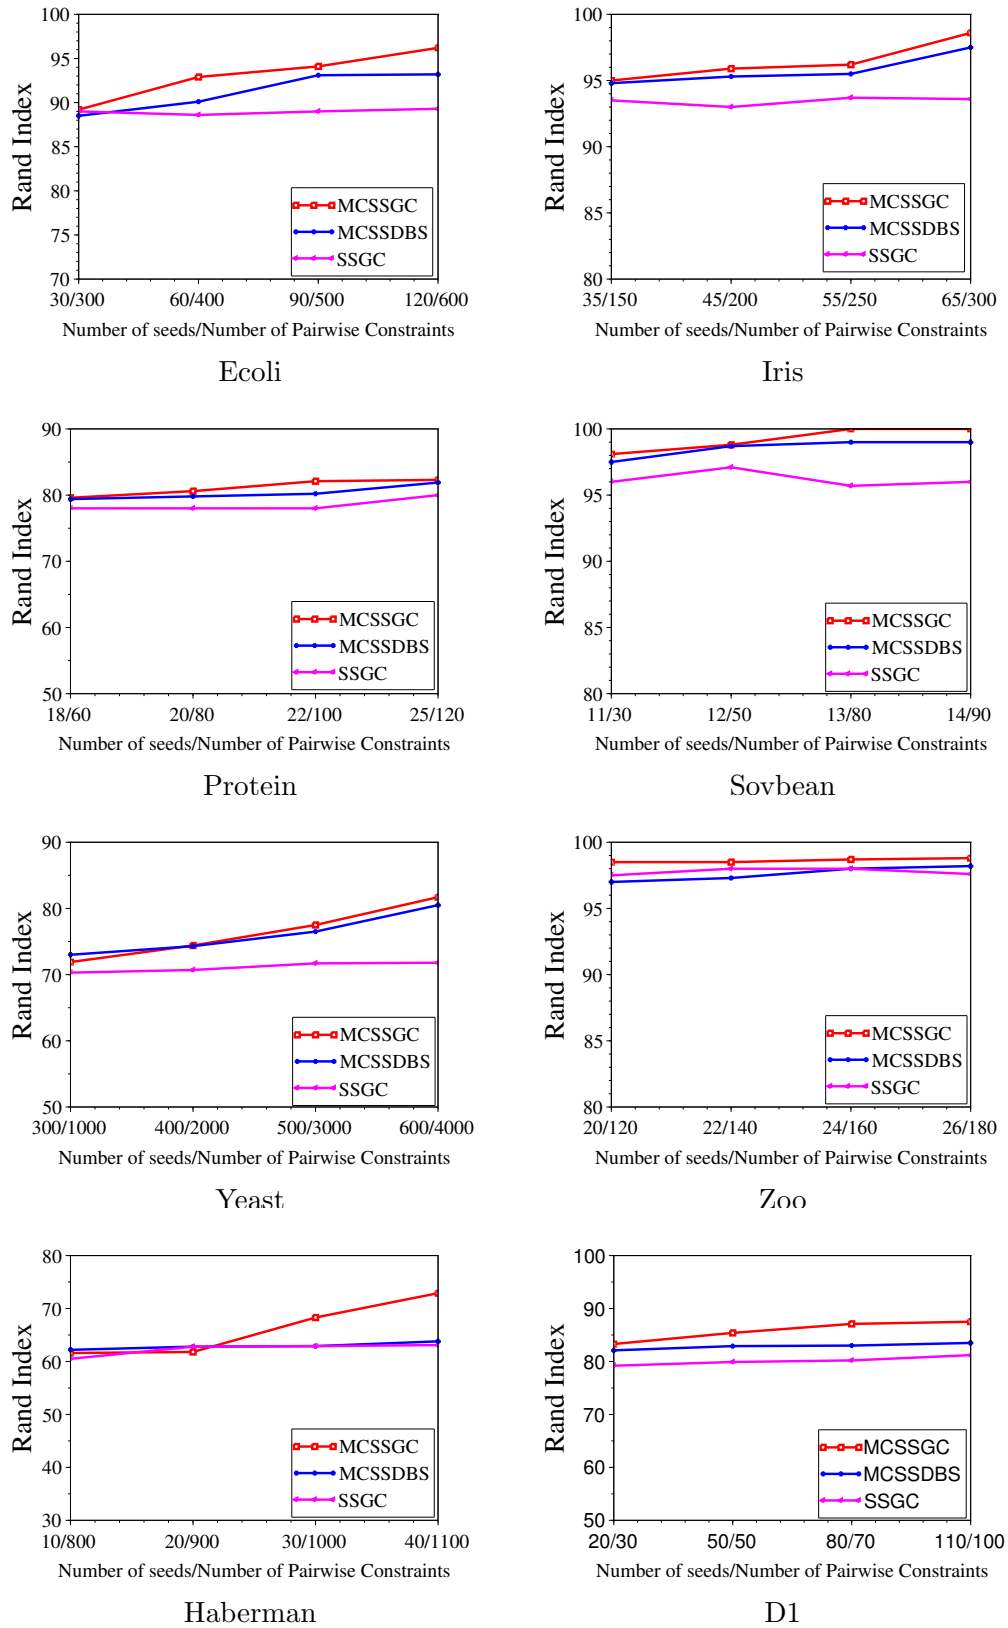 100
95
90
85
80
75
70
Rand Index
MCSSGC
MCSSDBS
SSGC
30/300 60/400 90/500 120/600
Number of seeds/Number of Pairwise Constraints
Ecoli
100
95
90
85
80
Rand Index
MCSSGC
MCSSDBS
SSGC
35/150 45/200 55/250 65/300
Number of seeds/Number of Pairwise Constraints
Iris
90
80
70
60
50
Rand Index
MCSSGC
MCSSDBS
SSGC
18/60 20/80 22/100 25/120
Number of seeds/Number of Pairwise Constraints
Protein
100
95
90
85
80
Rand Index
MCSSGC
MCSSDBS
SSGC
11/30 12/50 13/80 14/90
Number of seeds/Number of Pairwise Constraints
Soybean
90
80
70
60
50
Rand Index
MCSSGC
MCSSDBS
SSGC
300/1000 400/2000 500/3000 600/4000
Number of seeds/Number of Pairwise Constraints
Yeast
100
95
90
85
80
Rand Index
MCSSGC
MCSSDBS
SSGC
20/120 22/140 24/160 26/180
Number of seeds/Number of Pairwise Constraints
Zoo
80
70
60
50
40
30
Rand Index
MCSSGC
MCSSDBS
SSGC
10/800 20/900 30/1000 40/1100
Number of seeds/Number of Pairwise Constraints
Haberman
100
90
80
70
60
50
Rand Index
MCSSGC
MCSSDBS
SSGC
20/30 50/50 80/70 110/100
Number of seeds/Number of Pairwise Constraints
D1